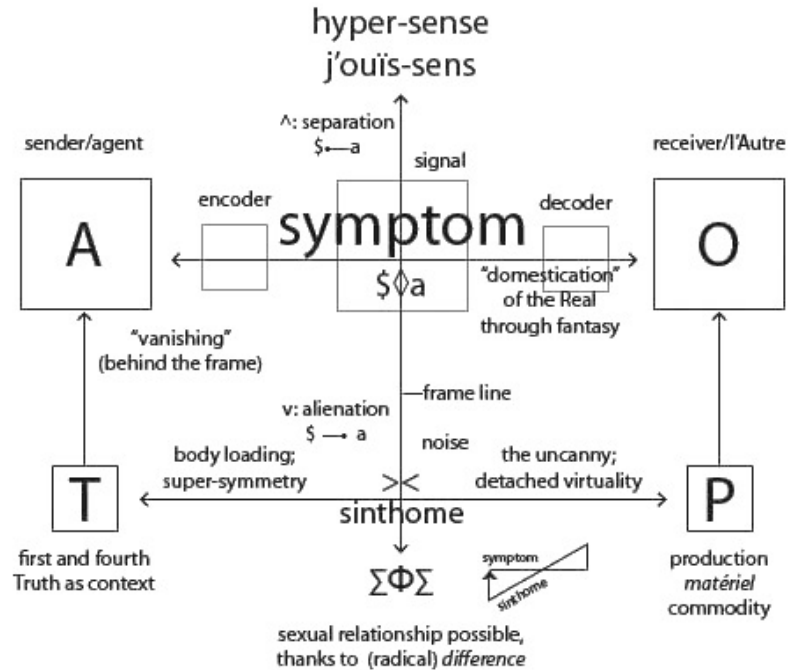 hyper-sense
j'ouïs-sens
^: separation
$•—a
sender/agent
receiver/l'Autre
signal
encoder
decoder
A
symptom
O
$◊a
"domestication"
of the Real
through fantasy
"vanishing"
(behind the frame)
frame line
v: alienation
$ —• a
noise
body loading;
super-symmetry
the uncanny;
detached virtuality
T
><
P
sinthome
first and fourth
Truth as context
∑Φ∑
symptom
sinthome
production
matériel
commodity
sexual relationship possible,
thanks to (radical) difference